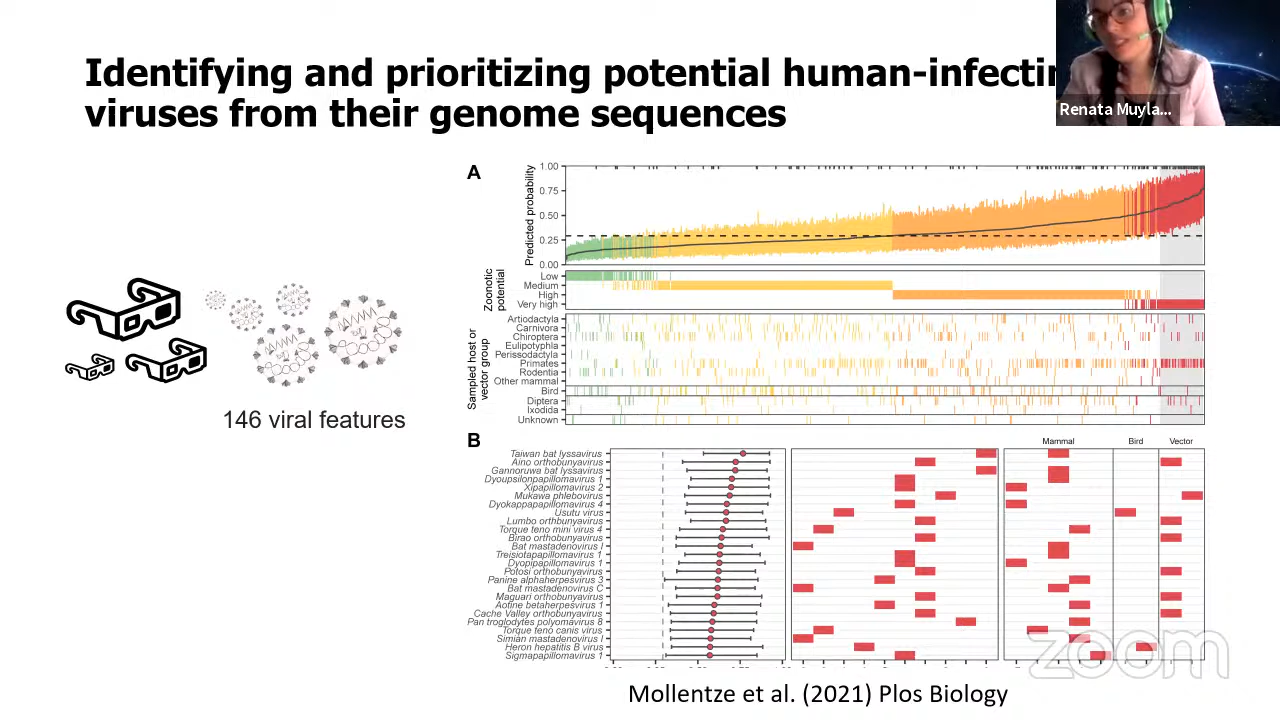 Identifying and prioritizing potential human-infectin
viruses from their genome sequences
Renata Muyla...
146 viral features
A
Predicted probability
1.00
0.75
0.50
0.25
0.00
Zoonotic
potential
Low
Medium
High
Very high
Sampled host or
vector group
Artiodactyla
Carnivora
Chiroptera
Eulipotyphla
Perissodactyla
Primates
Rodentia
Other mammal
Bird
Diptera
Ixodida
Unknown
B
Mammal
Bird
Vector
Taiwan bat lyssavirus
Aino orthobunyavirus
Gannoruwa bat lyssavirus
Dyoupsilonpapillomavirus 1
Xipapillomavirus 2
Mukawa phlebovirus
Dyokappapapillomavirus 4
Usutu virus
Lumbo orthbunyavirus
Torque teno mini virus 4
Birao orthobunyavirus
Bat mastadenovirus I
Treisiotapapillomavirus 1
Dyopipapillomavirus 1
Potosi orthobunyavirus
Panine alphaherpesvirus 3
Bat mastadenovirus C
Maguari orthobunyavirus
Aotine betaherpesvirus 1
Cache Valley orthobunyavirus
Pan troglodytes polyomavirus 8
Torque teno canis virus
Simian mastadenovirus I
Heron hepatitis B virus
Sigmapapillomavirus 1
zoom
Mollentze et al. (2021) Plos Biology